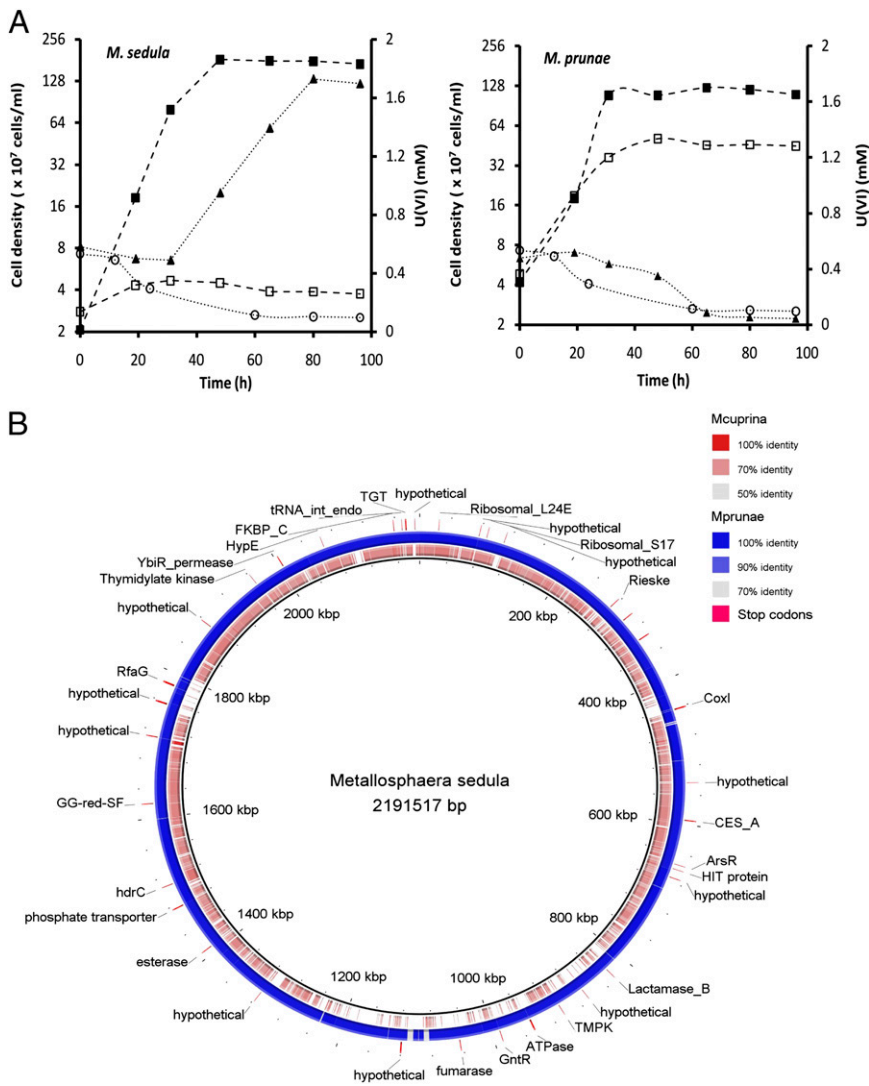 A
M. sedula
256
128
64
32
16
8
4
2
Cell density ( x 10⁷ cells/ml)
2
1.6
1.2
0.8
0.4
0
U(VI) (mM)
0 20 40 60 80 100
Time (h)
M. prunae
256
128
64
32
16
8
4
2
Cell density ( x 10⁷ cells/ml)
2
1.6
1.2
0.8
0.4
0
U(VI) (mM)
0 20 40 60 80 100
Time (h)
B
Mcuprina
100% identity
70% identity
50% identity
Mprunae
100% identity
90% identity
70% identity
Stop codons
TGT
hypothetical
tRNA_int_endo
Ribosomal_L24E
FKBP_C
hypothetical
HypE
Ribosomal_S17
YbiR_permease
hypothetical
Thymidylate kinase
Rieske
hypothetical
2000 kbp
200 kbp
RfaG
1800 kbp
400 kbp
CoxI
hypothetical
hypothetical
Metallosphaera sedula
2191517 bp
hypothetical
GG-red-SF
1600 kbp
600 kbp
CES_A
ArsR
HIT protein
hypothetical
hdrC
phosphate transporter
1400 kbp
800 kbp
esterase
1200 kbp
1000 kbp
Lactamase_B
hypothetical
hypothetical
TMPK
ATPase
GntR
fumarase
hypothetical